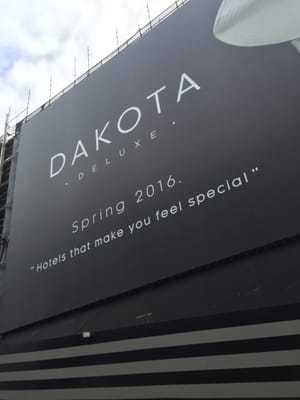 DAKOTA
· DELUXE ·
Spring 2016.
"Hotels that make you feel special"